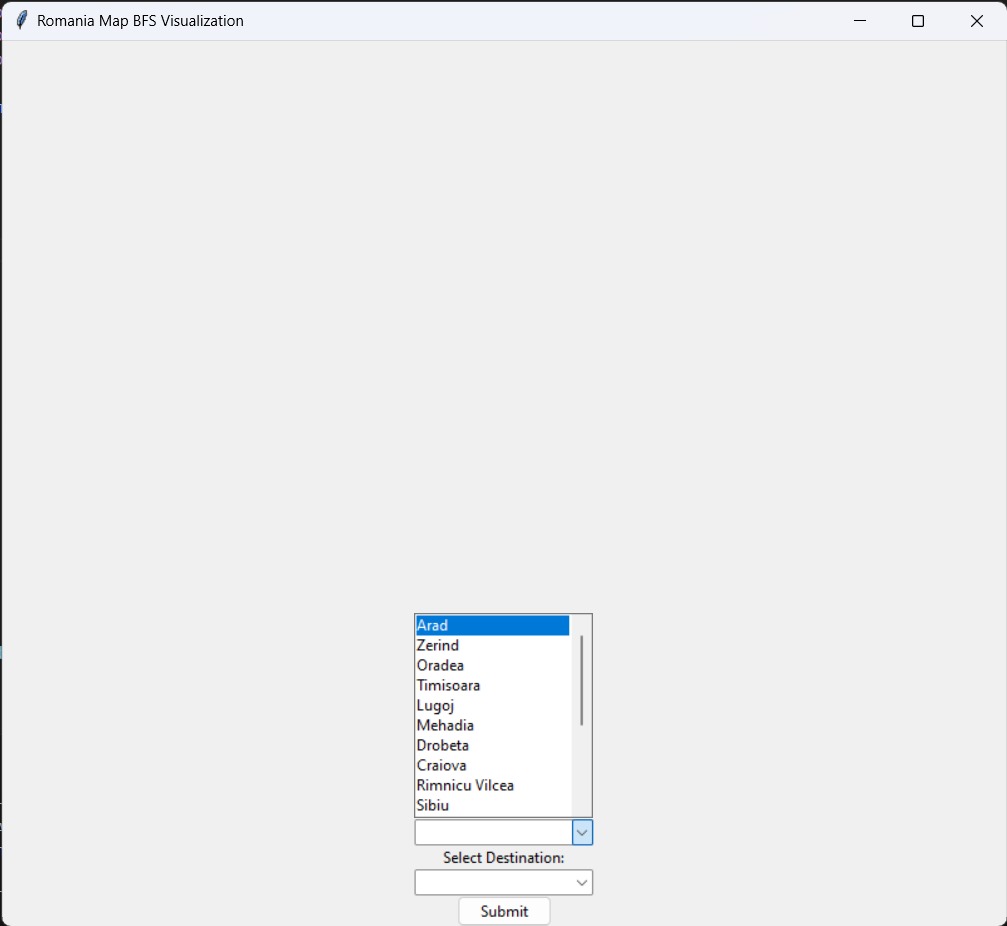 Romania Map BFS Visualization
Arad
Zerind
Oradea
Timisoara
Lugoj
Mehadia
Drobeta
Craiova
Rimnicu Vilcea
Sibiu
Select Destination:
Submit